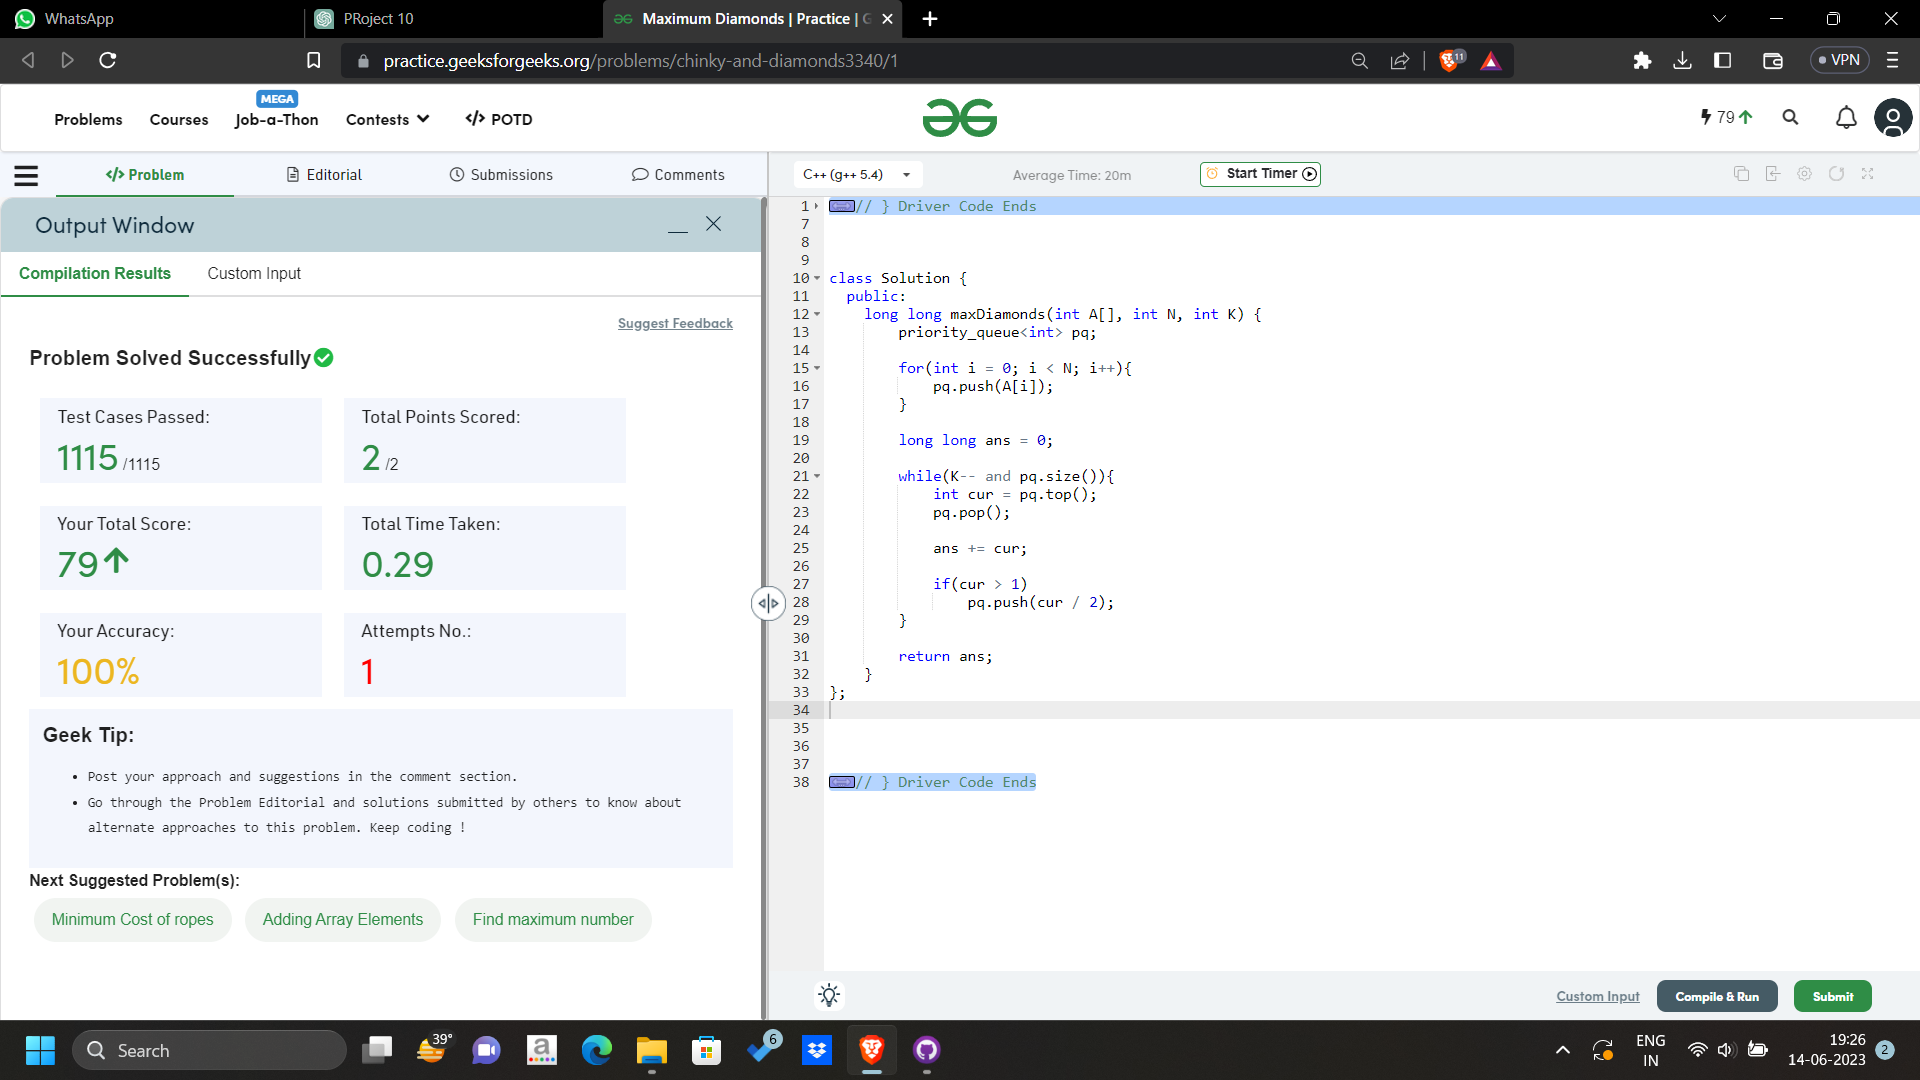 WhatsApp
PRoject 10
Maximum Diamonds | Practice | G
practice.geeksforgeeks.org/problems/chinky-and-diamonds3340/1
11
VPN
Problems
Courses
MEGA
Job-a-Thon
Contests
</> POTD
79
</> Problem
Editorial
Submissions
Comments
Output Window
Compilation Results
Custom Input
Suggest Feedback
Problem Solved Successfully
Test Cases Passed:
1115 /1115
Total Points Scored:
2 /2
Your Total Score:
79
Total Time Taken:
0.29
Your Accuracy:
100%
Attempts No.:
1
Geek Tip:
• Post your approach and suggestions in the comment section.
• Go through the Problem Editorial and solutions submitted by others to know about
alternate approaches to this problem. Keep coding !
Next Suggested Problem(s):
Minimum Cost of ropes
Adding Array Elements
Find maximum number
C++ (g++ 5.4)
Average Time: 20m
Start Timer
1 // } Driver Code Ends
7
8
9
10 class Solution {
11 public:
12 long long maxDiamonds(int A[], int N, int K) {
13 priority_queue<int> pq;
14
15 for(int i = 0; i < N; i++){
16 pq.push(A[i]);
17 }
18
19 long long ans = 0;
20
21 while(K-- and pq.size()){
22 int cur = pq.top();
23 pq.pop();
24
25 ans += cur;
26
27 if(cur > 1)
28 pq.push(cur / 2);
29 }
30
31 return ans;
32 }
33 };
34
35
36
37
38 // } Driver Code Ends
Custom Input
Compile & Run
Submit
Search
39°
a
6
ENG
IN
19:26
14-06-2023
2